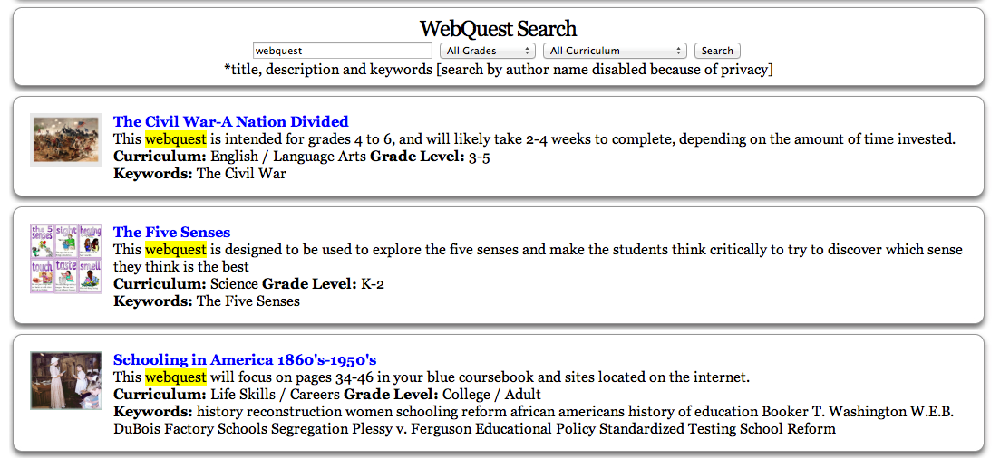 WebQuest Search
webquest All Grades All Curriculum Search
*title, description and keywords [search by author name disabled because of privacy]
The Civil War-A Nation Divided
This webquest is intended for grades 4 to 6, and will likely take 2-4 weeks to complete, depending on the amount of time invested.
Curriculum: English / Language Arts Grade Level: 3-5
Keywords: The Civil War
the 5 senses sight hearing
touch taste smell
The Five Senses
This webquest is designed to be used to explore the five senses and make the students think critically to try to discover which sense
they think is the best
Curriculum: Science Grade Level: K-2
Keywords: The Five Senses
Schooling in America 1860's-1950's
This webquest will focus on pages 34-46 in your blue coursebook and sites located on the internet.
Curriculum: Life Skills / Careers Grade Level: College / Adult
Keywords: history reconstruction women schooling reform african americans history of education Booker T. Washington W.E.B.
DuBois Factory Schools Segregation Plessy v. Ferguson Educational Policy Standardized Testing School Reform